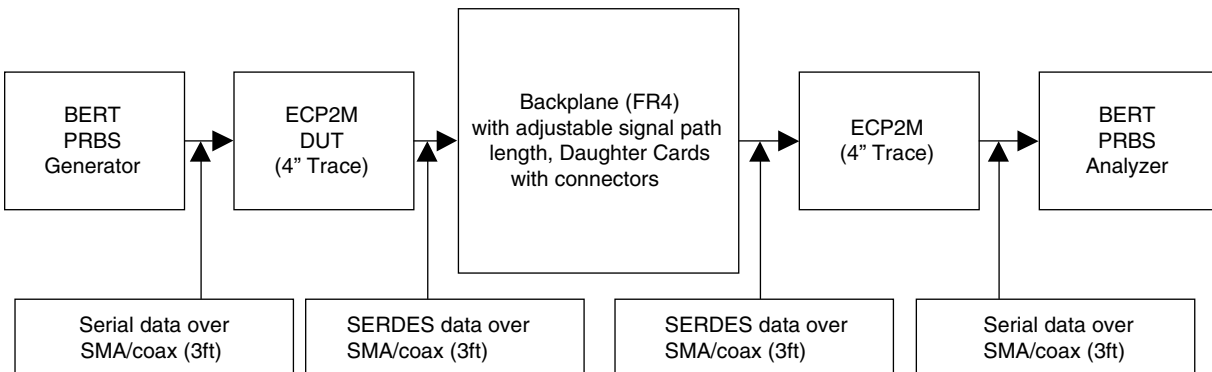 BERT
PRBS
Generator
ECP2M
DUT
(4” Trace)
Backplane (FR4)
with adjustable signal path
length, Daughter Cards
with connectors
ECP2M
(4” Trace)
BERT
PRBS
Analyzer
Serial data over
SMA/coax (3ft)
SERDES data over
SMA/coax (3ft)
SERDES data over
SMA/coax (3ft)
Serial data over
SMA/coax (3ft)